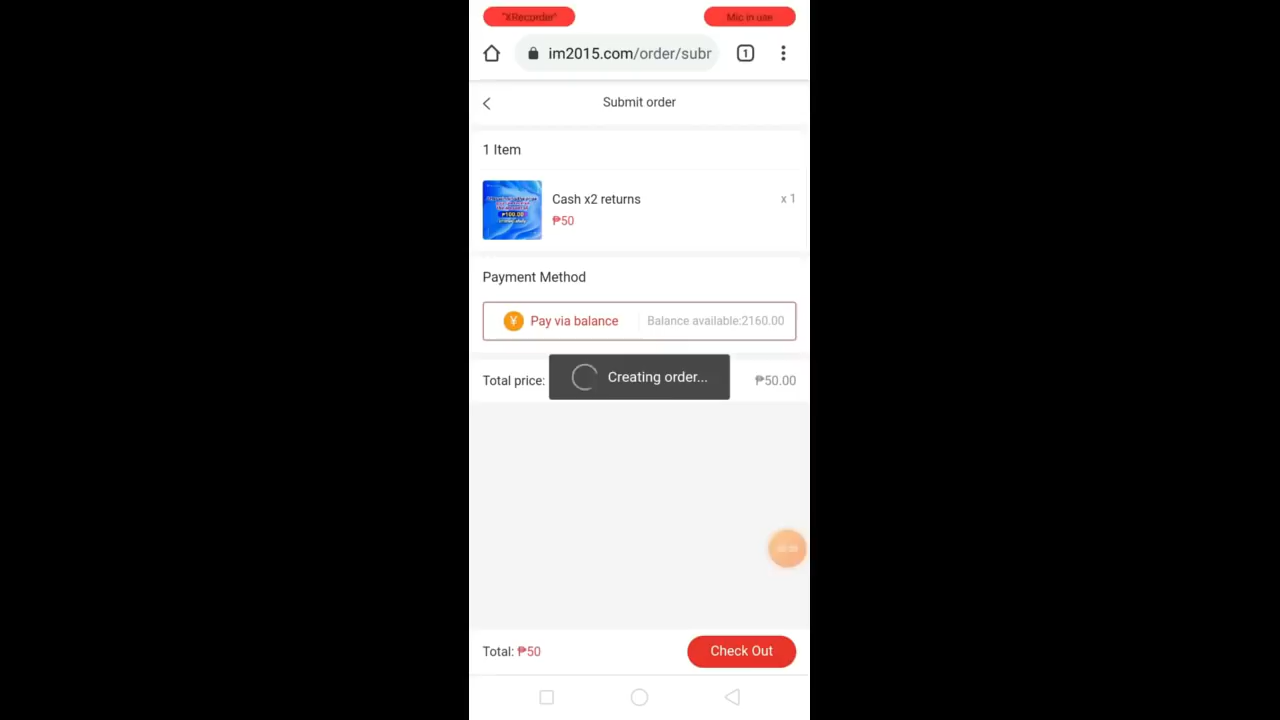 "XRecorder"
Mic in use
im2015.com/order/subr
1
Submit order
1 Item
Cash x2 returns
x 1
₱50
Payment Method
¥ Pay via balance
Balance available:2160.00
Creating order...
Total price:
₱50.00
Total: ₱50
Check Out